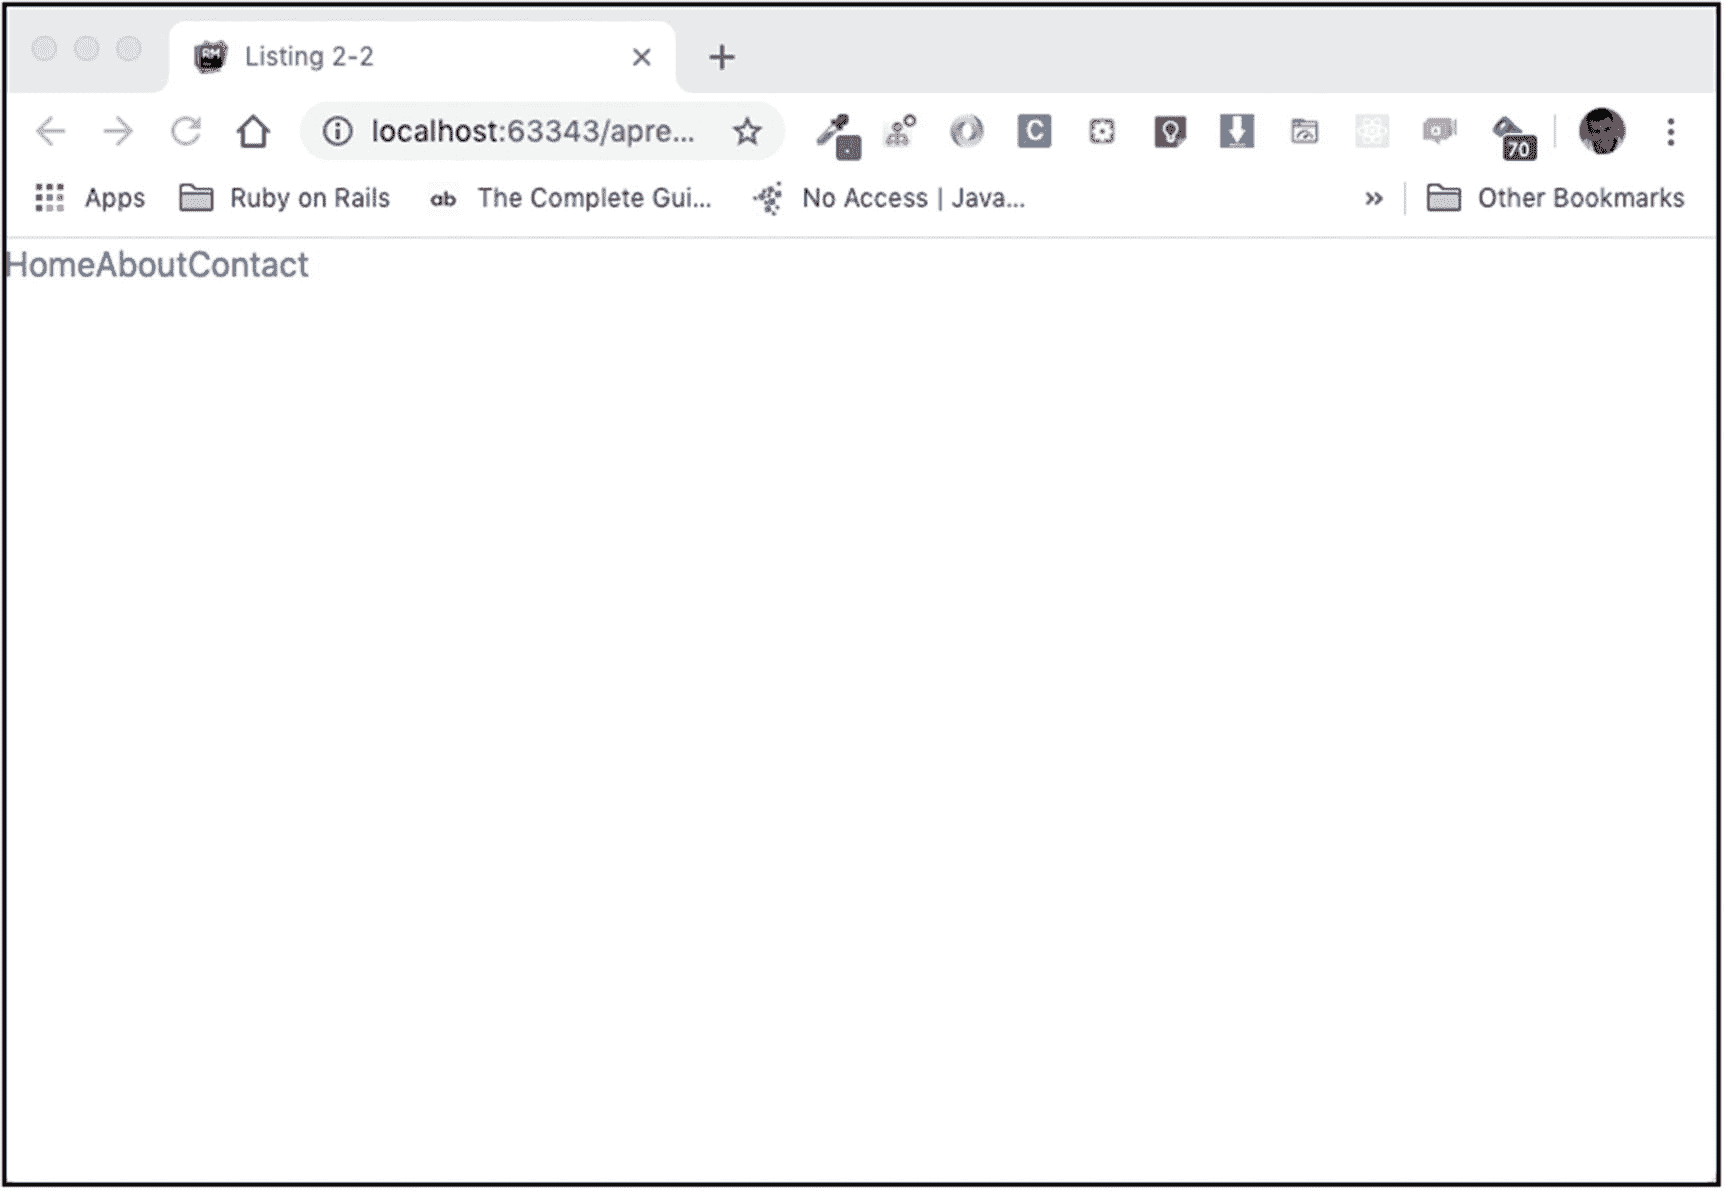 RM Listing 2-2
localhost:63343/apre... C 70
Apps Ruby on Rails ab The Complete Gui... No Access | Java... » Other Bookmarks
HomeAboutContact